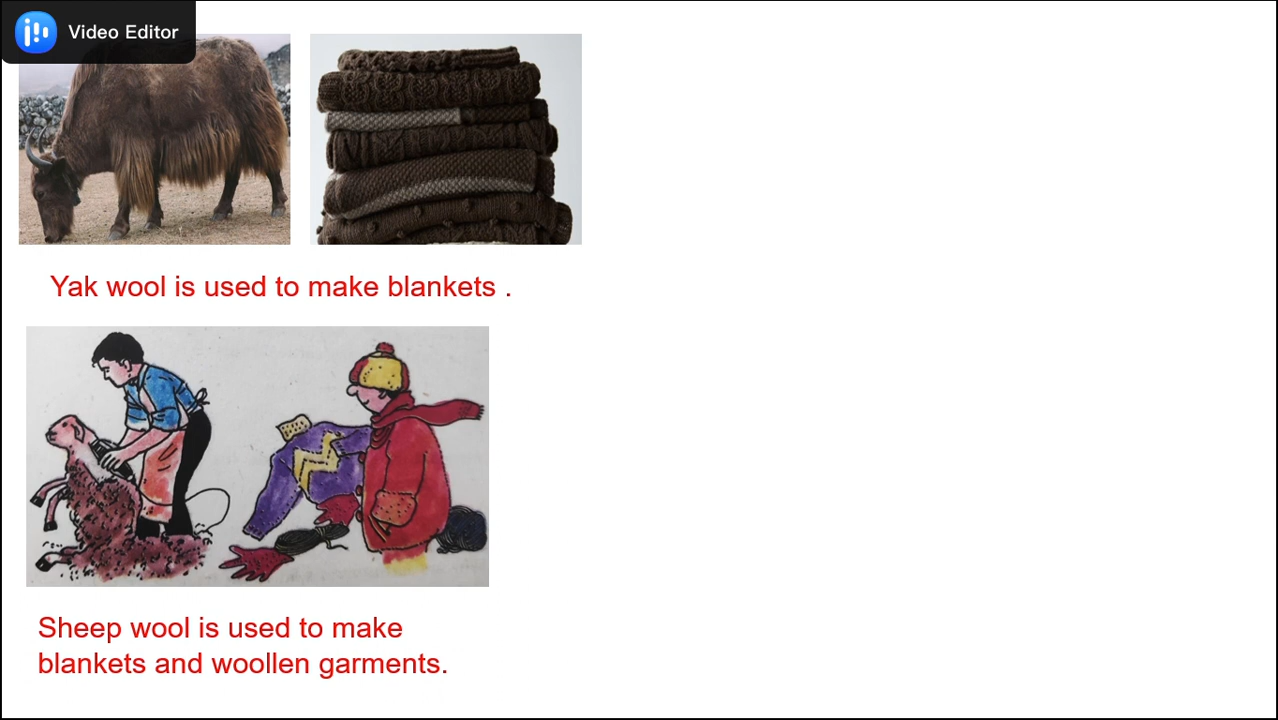 Video Editor
Yak wool is used to make blankets .
Sheep wool is used to make
blankets and woollen garments.